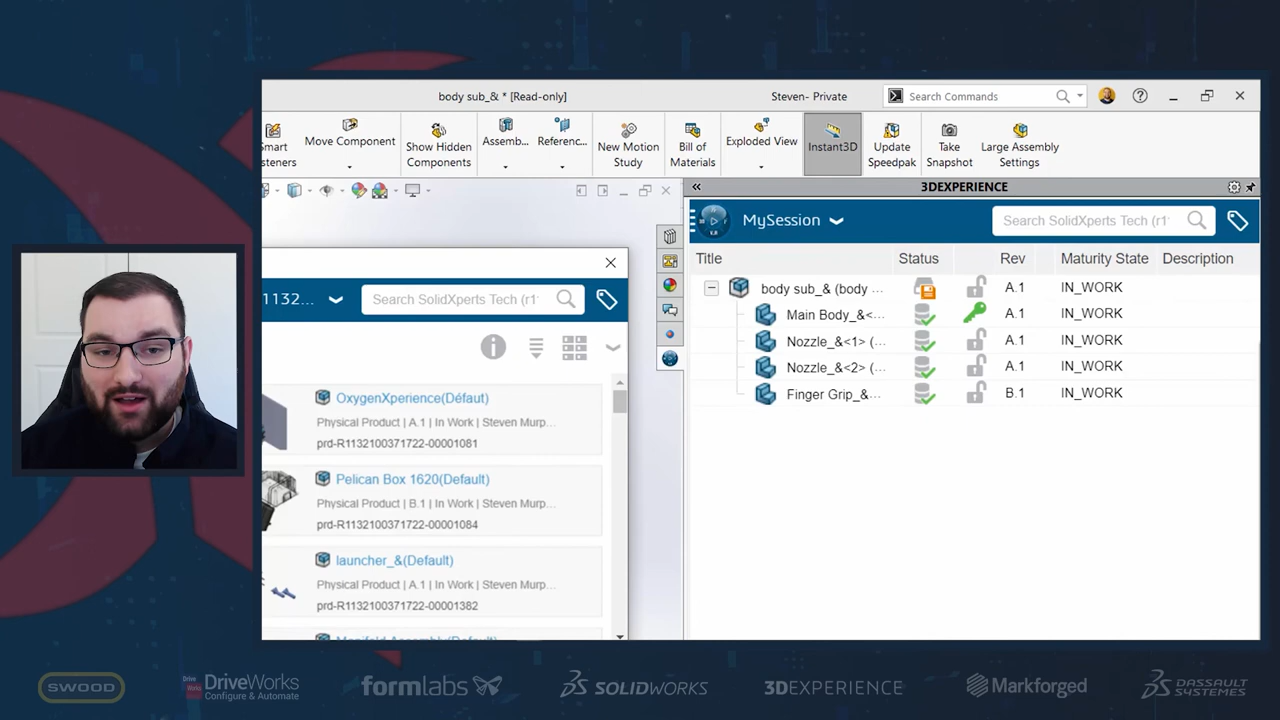 body sub_& * [Read-only]
Steven- Private
Search Commands
Smart
Fasteners
Move Component
Show Hidden
Components
Assemb...
Referenc...
New Motion
Study
Bill of
Materials
Exploded View
Instant3D
Update
Speedpak
Take
Snapshot
Large Assembly
Settings
3DEXPERIENCE
MySession
Search SolidXperts Tech (r1
Title
Status
Rev
Maturity State
Description
body sub_& (body ...
A.1
IN_WORK
Main Body_&<...
A.1
IN_WORK
Nozzle_&<1> (...
A.1
IN_WORK
Nozzle_&<2> (...
A.1
IN_WORK
Finger Grip_&...
B.1
IN_WORK
1132...
Search SolidXperts Tech (r1
OxygenXperience(Défaut)
Physical Product | A.1 | In Work | Steven Murp...
prd-R1132100371722-00001081
Pelican Box 1620(Default)
Physical Product | B.1 | In Work | Steven Murp...
prd-R1132100371722-00001084
launcher_&(Default)
Physical Product | A.1 | In Work | Steven Murp...
prd-R1132100371722-00001382
Manifold Assembly(Default)
SWOOD
DriveWorks
Configure & Automate
formlabs
SOLIDWORKS
3DEXPERIENCE
Markforged
DASSAULT
SYSTEMES